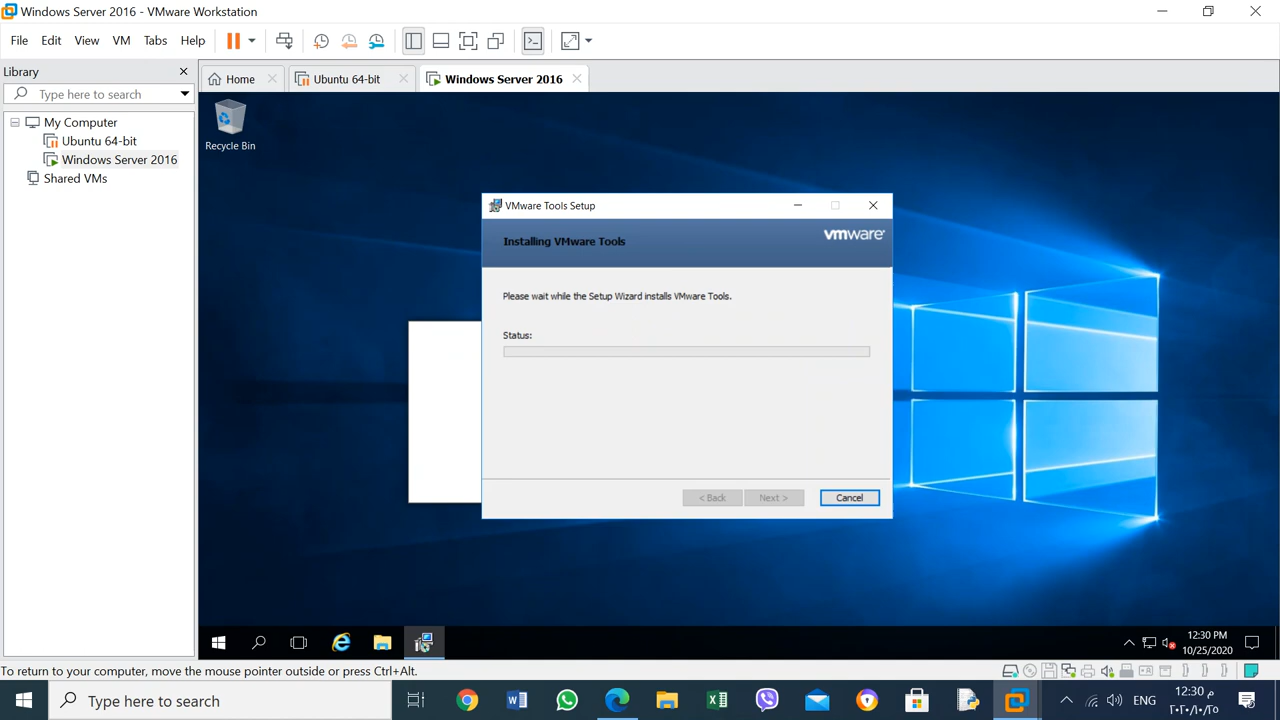 Windows Server 2016 - VMware Workstation
File Edit View VM Tabs Help
Library
Type here to search
My Computer
Ubuntu 64-bit
Windows Server 2016
Shared VMs
Home
Ubuntu 64-bit
Windows Server 2016
Recycle Bin
VMware Tools Setup
Installing VMware Tools
vmware
Please wait while the Setup Wizard installs VMware Tools.
Status:
< Back Next > Cancel
12:30 PM
10/25/2020
To return to your computer, move the mouse pointer outside or press Ctrl+Alt.
Type here to search
ENG
12:30 م
٢٠٢٠/١٠/٢٥